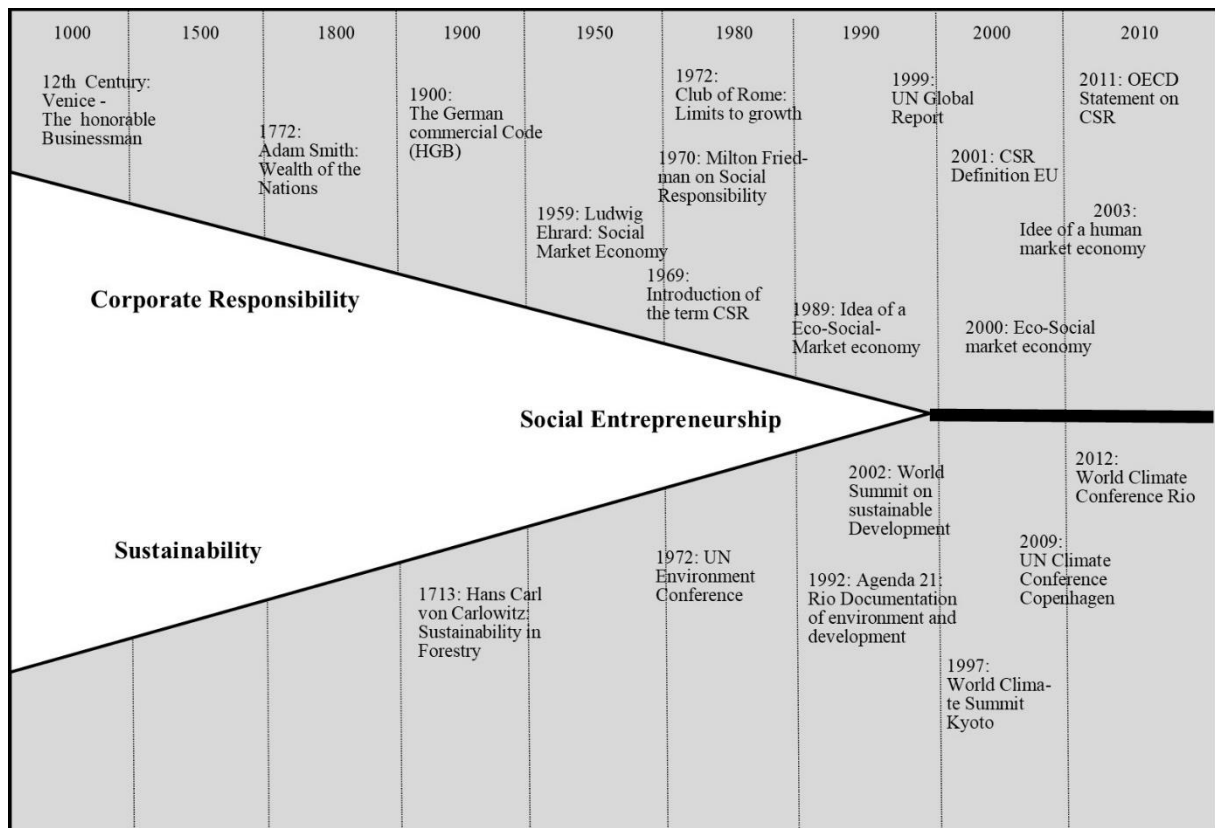 1000 1500 1800 1900 1950 1980 1990 2000 2010
12th Century:
Venice -
The honorable
Businessman
1772:
Adam Smith:
Wealth of the
Nations
1900:
The German
commercial Code
(HGB)
1959: Ludwig
Ehrard: Social
Market Economy
1972:
Club of Rome:
Limits to growth
1970: Milton Fried-
man on Social
Responsibility
1969:
Introduction of
the term CSR
1989: Idea of a
Eco-Social-
Market economy
1999:
UN Global
Report
2001: CSR
Definition EU
2003:
Idee of a human
market economy
2000: Eco-Social
market economy
2011: OECD
Statement on
CSR
Corporate Responsibility
Social Entrepreneurship
Sustainability
1713: Hans Carl
von Carlowitz:
Sustainability in
Forestry
1972: UN
Environment
Conference
2002: World
Summit on
sustainable
Development
1992: Agenda 21:
Rio Documentation
of environment and
development
1997:
World Clima-
te Summit
Kyoto
2009:
UN Climate
Conference
Copenhagen
2012:
World Climate
Conference Rio